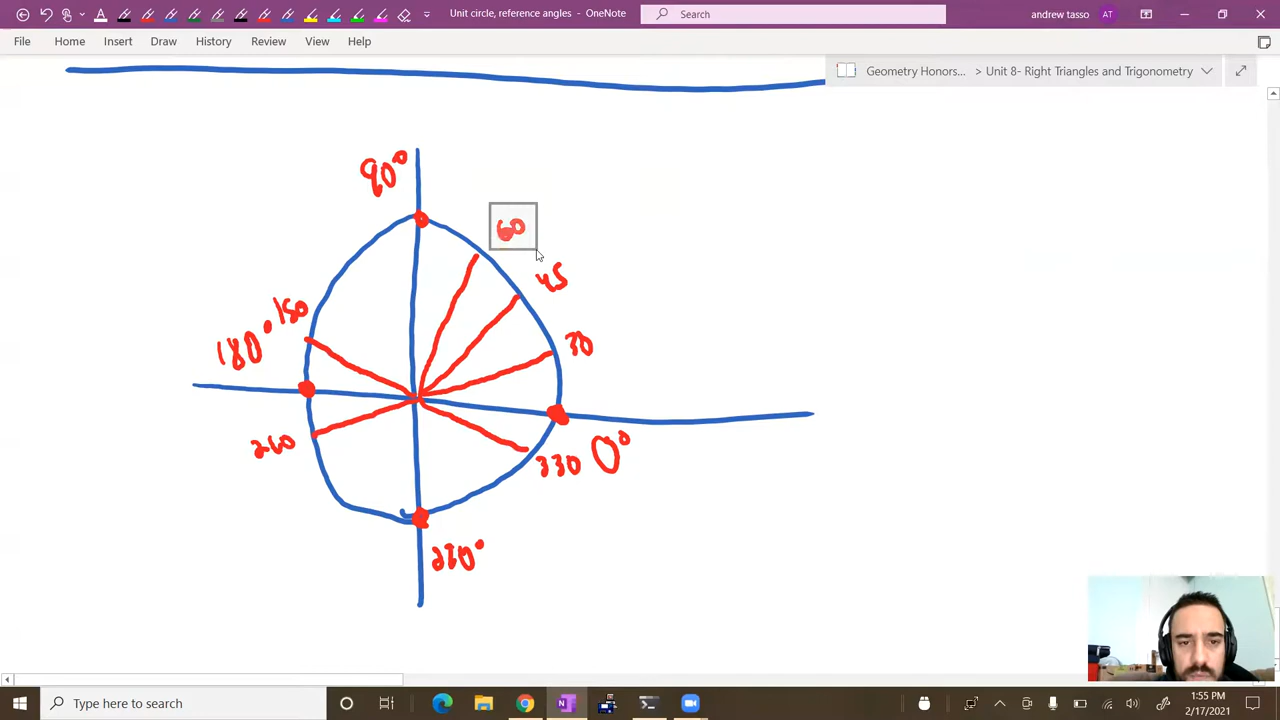 Unit circle, reference angles - OneNote
Search
andrew tasso
AT
File Home Insert Draw History Review View Help
Geometry Honors... > Unit 8- Right Triangles and Trigonometry
90°
60
45
150
30
180°
260
330
0°
270°
Type here to search
1:55 PM
2/17/2021